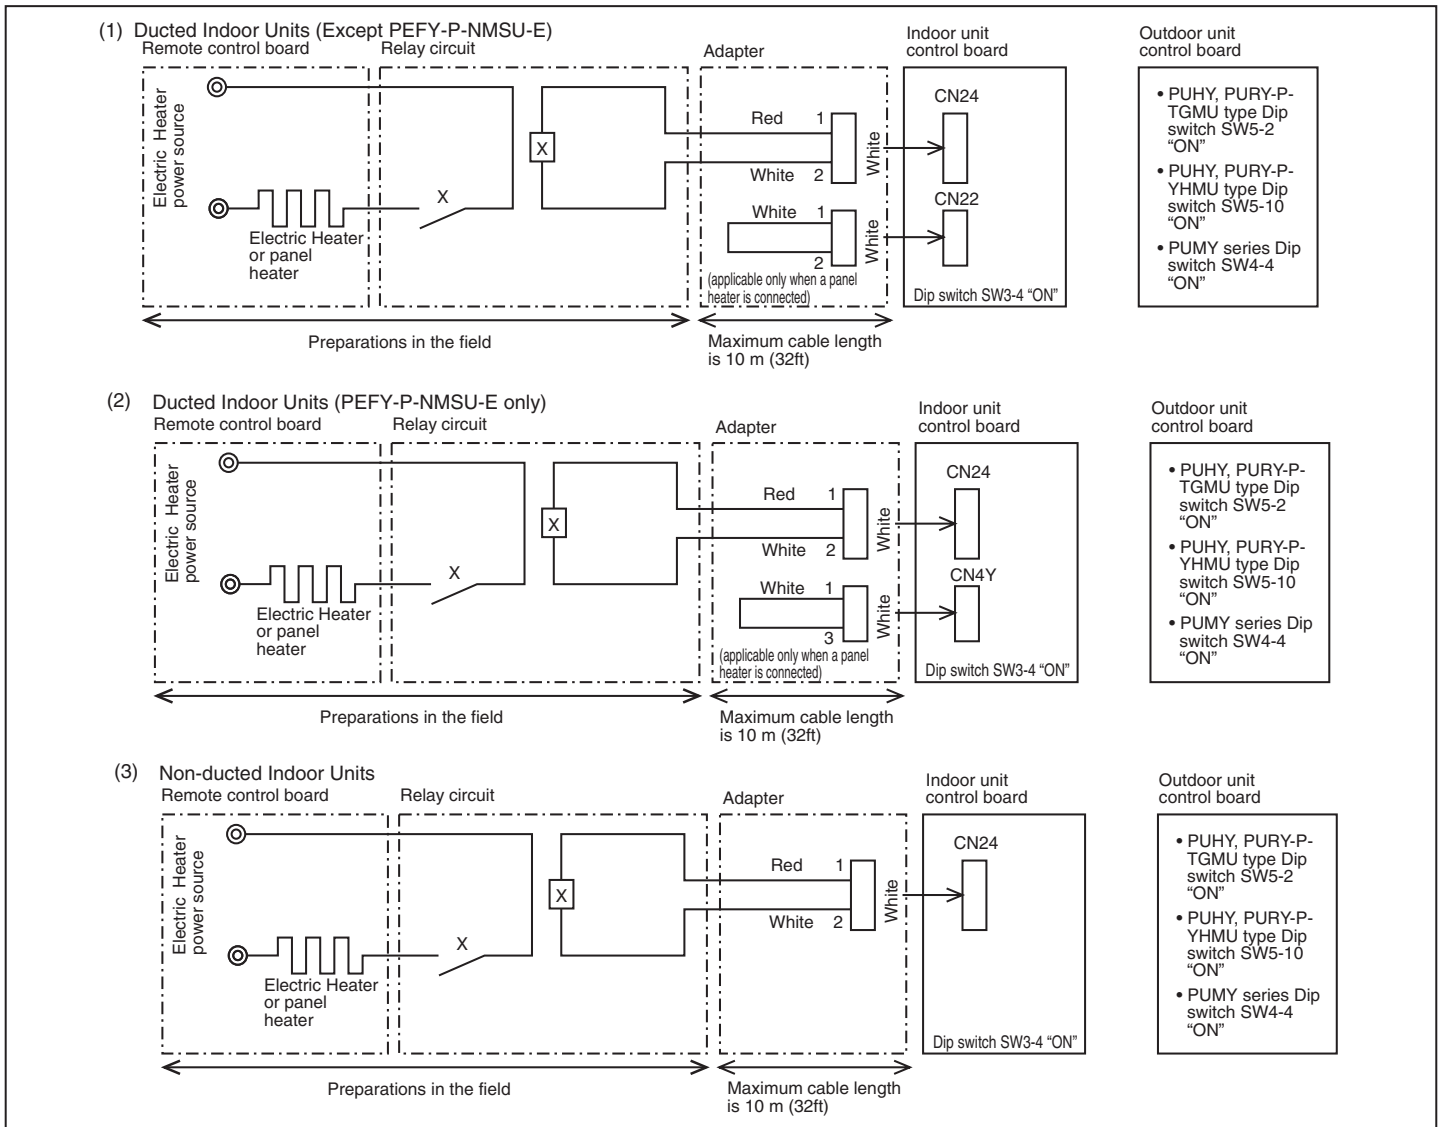 (1) Ducted Indoor Units (Except PEFY-P-NMSU-E)
Remote control board
Relay circuit
Adapter
Indoor unit
control board
Outdoor unit
control board
Electric Heater
power source
Electric Heater
or panel
heater
X
X
Red 1
White 2
White
White 1
2
White
(applicable only when a panel
heater is connected)
CN24
CN22
Dip switch SW3-4 “ON”
• PUHY, PURY-P-
TGMU type Dip
switch SW5-2
“ON”
• PUHY, PURY-P-
YHMU type Dip
switch SW5-10
“ON”
• PUMY series Dip
switch SW4-4
“ON”
Preparations in the field
Maximum cable length
is 10 m (32ft)
(2) Ducted Indoor Units (PEFY-P-NMSU-E only)
Remote control board
Relay circuit
Adapter
Indoor unit
control board
Outdoor unit
control board
Electric Heater
power source
Electric Heater
or panel
heater
X
X
Red 1
White 2
White
White 1
3
White
(applicable only when a panel
heater is connected)
CN24
CN4Y
Dip switch SW3-4 “ON”
• PUHY, PURY-P-
TGMU type Dip
switch SW5-2
“ON”
• PUHY, PURY-P-
YHMU type Dip
switch SW5-10
“ON”
• PUMY series Dip
switch SW4-4
“ON”
Preparations in the field
Maximum cable length
is 10 m (32ft)
(3) Non-ducted Indoor Units
Remote control board
Relay circuit
Adapter
Indoor unit
control board
Outdoor unit
control board
Electric Heater
power source
Electric Heater
or panel
heater
X
X
Red 1
White 2
White
CN24
Dip switch SW3-4 “ON”
• PUHY, PURY-P-
TGMU type Dip
switch SW5-2
“ON”
• PUHY, PURY-P-
YHMU type Dip
switch SW5-10
“ON”
• PUMY series Dip
switch SW4-4
“ON”
Preparations in the field
Maximum cable length
is 10 m (32ft)